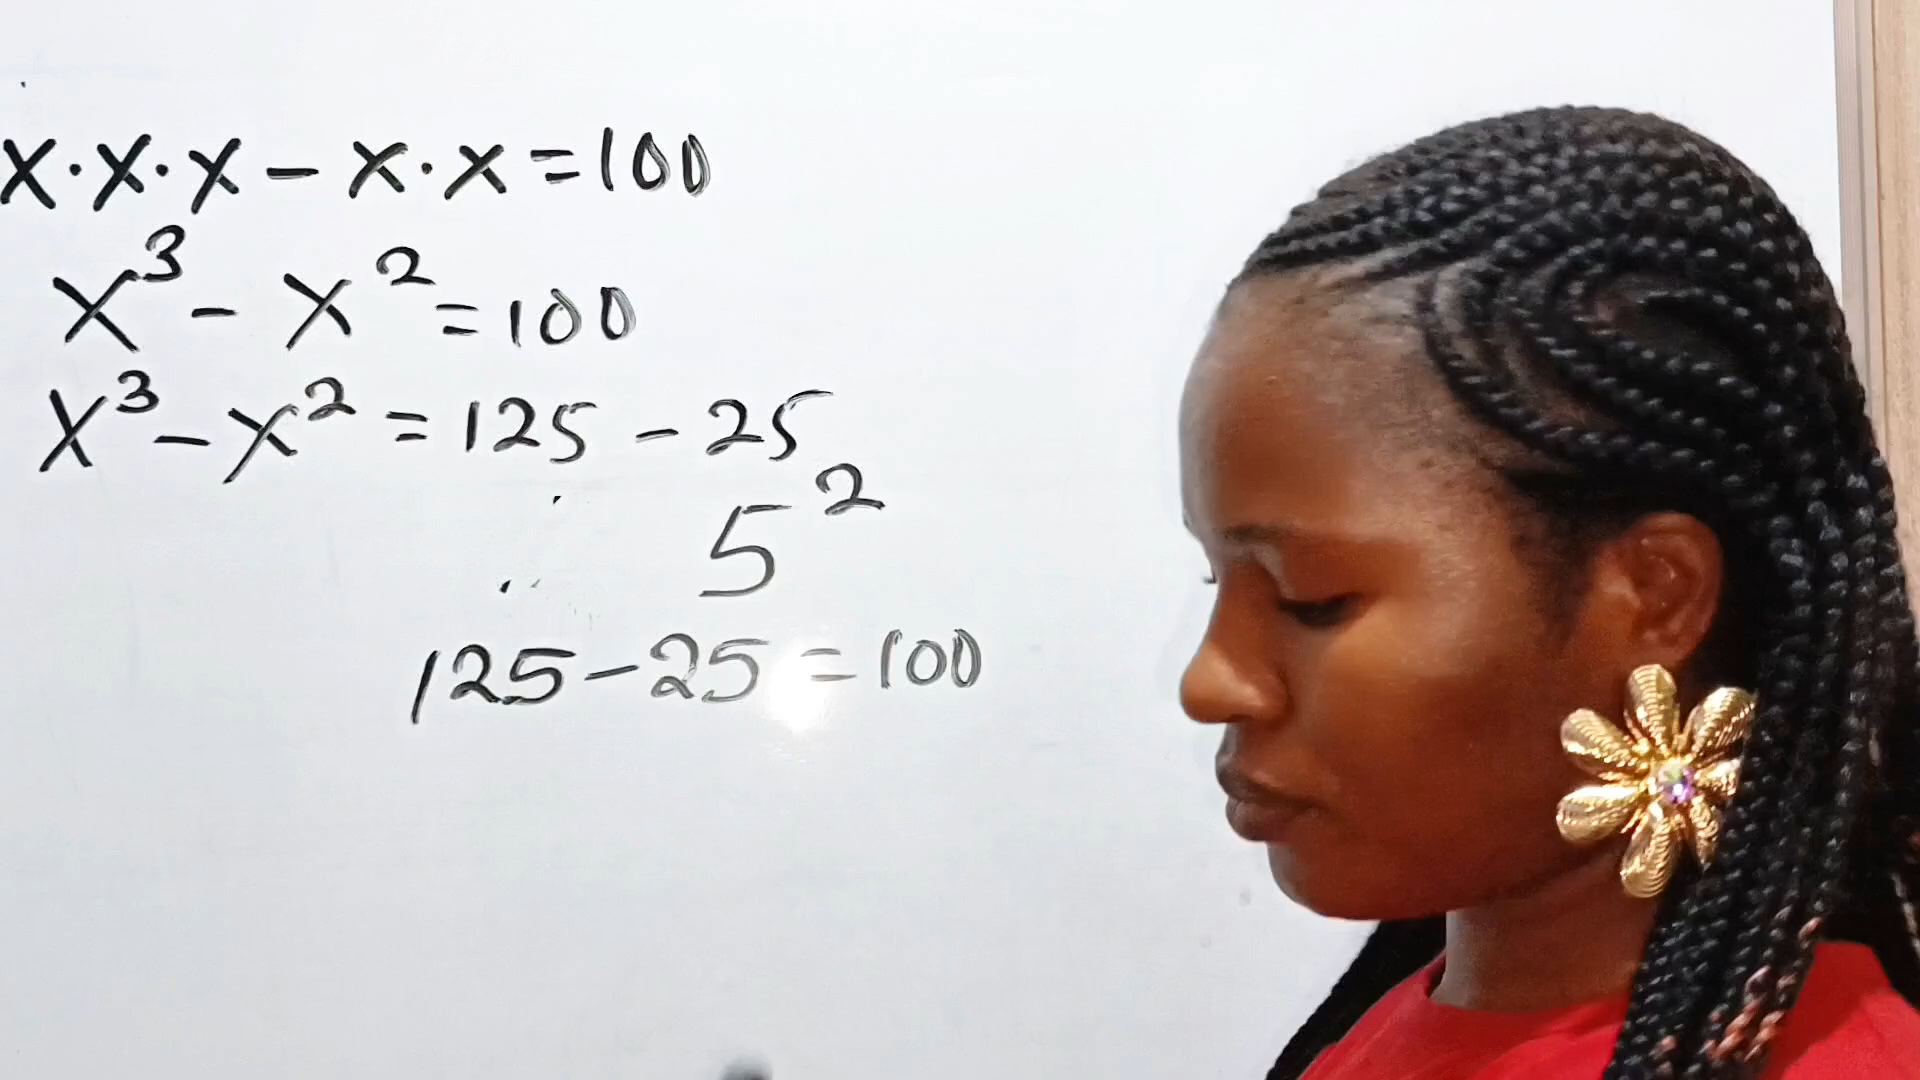 x·x·x - x·x = 100
x³ - x² = 100
x³ - x² = 125 - 25
5²
125 - 25 = 100